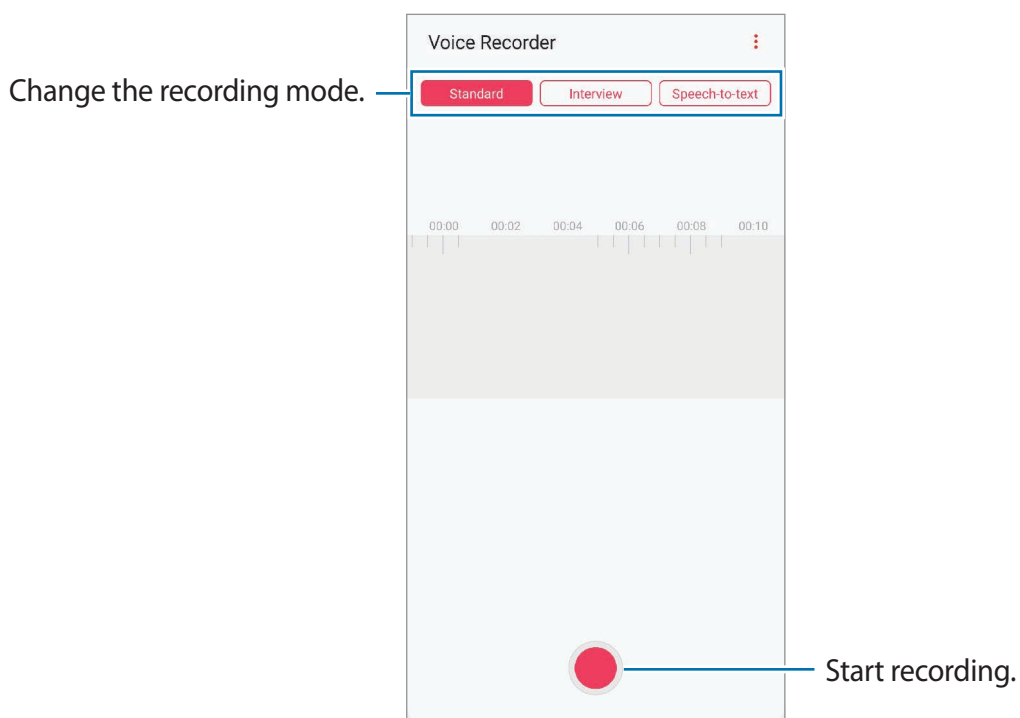 Voice Recorder
Change the recording mode.
Standard Interview Speech-to-text
00:00 00:02 00:04 00:06 00:08 00:10
Start recording.